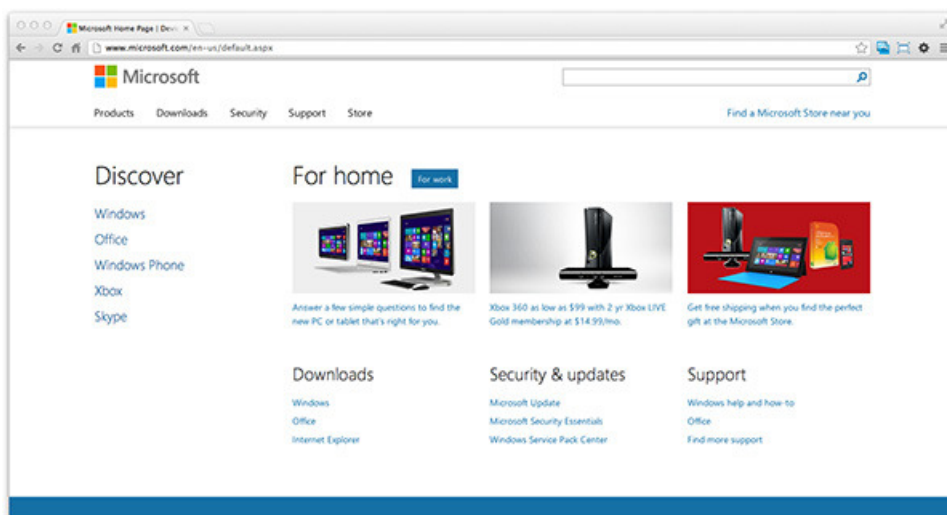 Microsoft Home Page | Devic
www.microsoft.com/en-us/default.aspx
Microsoft
Products Downloads Security Support Store Find a Microsoft Store near you
Discover
Windows
Office
Windows Phone
Xbox
Skype
For home For work
Answer a few simple questions to find the
new PC or tablet that's right for you.
Xbox 360 as low as $99 with 2 yr Xbox LIVE
Gold membership at $14.99/mo.
Get free shipping when you find the perfect
gift at the Microsoft Store.
Downloads
Windows
Office
Internet Explorer
Security & updates
Microsoft Update
Microsoft Security Essentials
Windows Service Pack Center
Support
Windows help and how-to
Office
Find more support